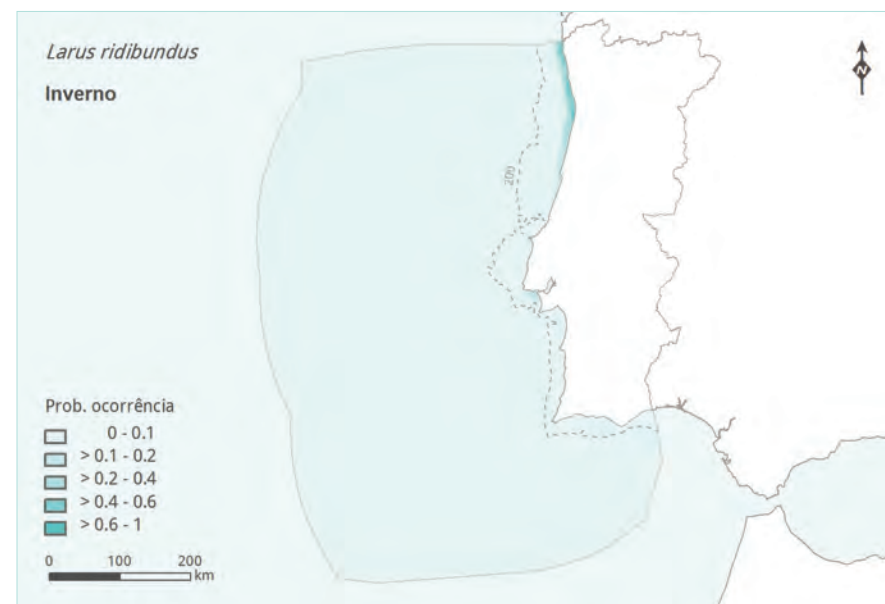 Larus ridibundus
Inverno
N
200
Prob. ocorrência
0 - 0.1
> 0.1 - 0.2
> 0.2 - 0.4
> 0.4 - 0.6
> 0.6 - 1
0 100 200
km